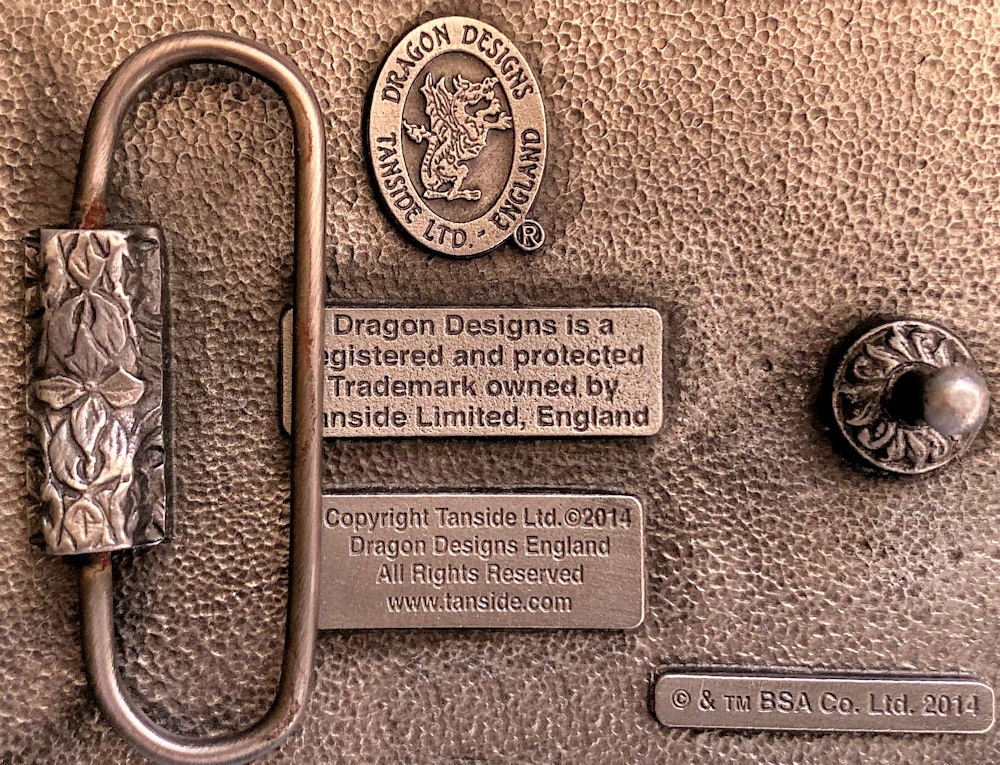 DRAGON DESIGNS
TANSIDE LTD. - ENGLAND
®
Dragon Designs is a
egistered and protected
Trademark owned by
anside Limited, England
Copyright Tanside Ltd.©2014
Dragon Designs England
All Rights Reserved
www.tanside.com
© & TM BSA Co. Ltd. 2014